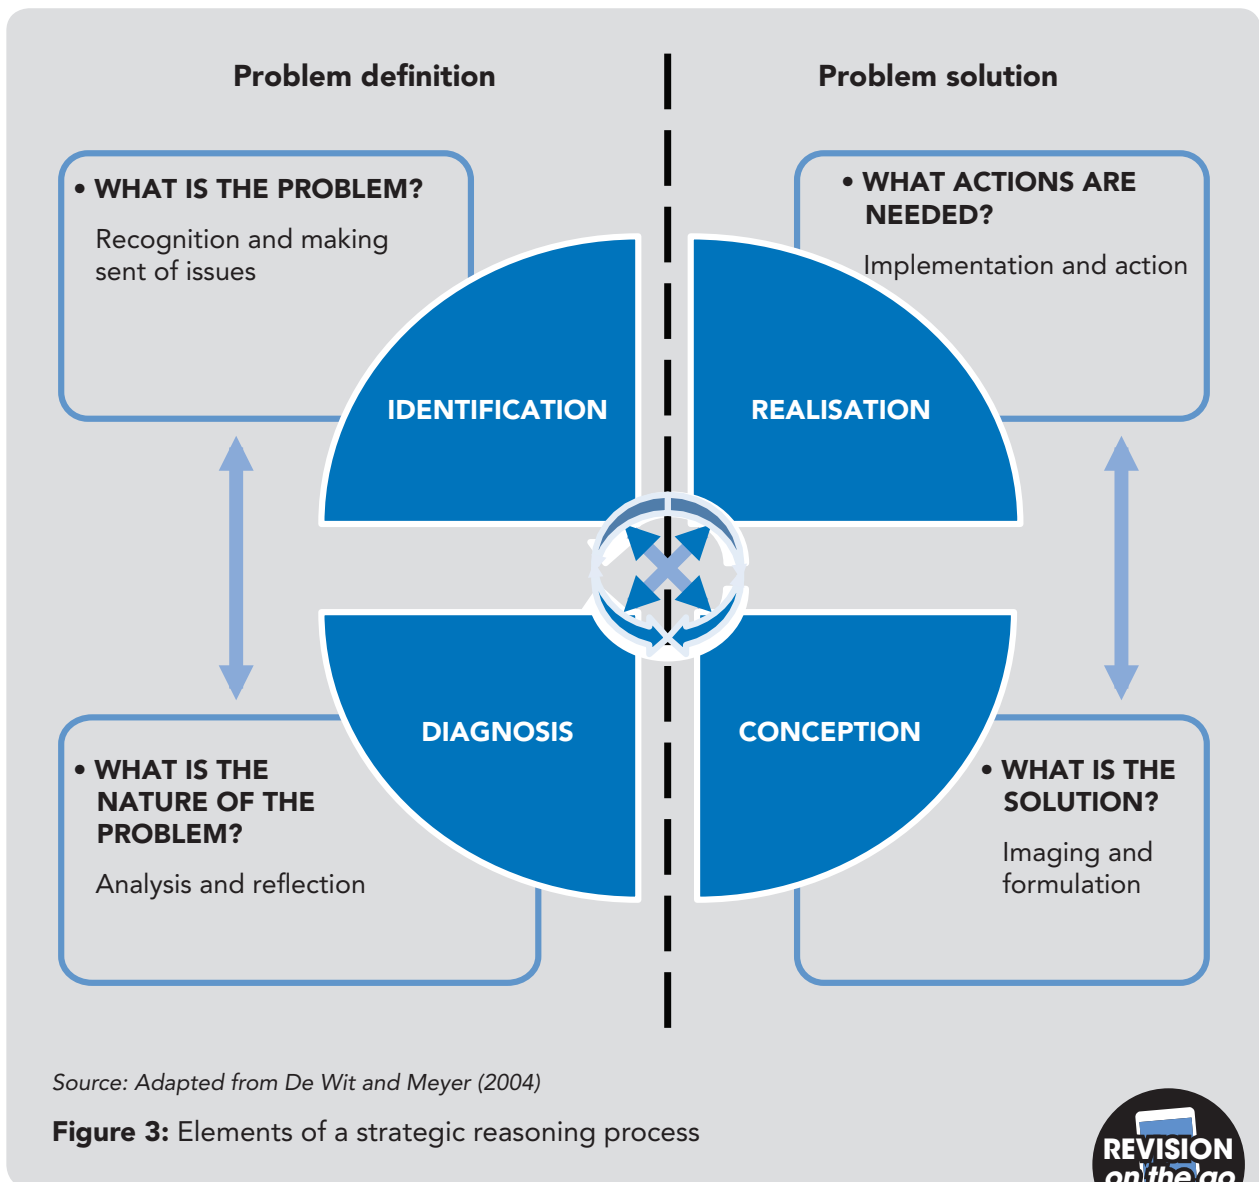 Problem definition
Problem solution
• WHAT IS THE PROBLEM?
Recognition and making
sent of issues
• WHAT ACTIONS ARE
NEEDED?
Implementation and action
IDENTIFICATION
REALISATION
DIAGNOSIS
CONCEPTION
• WHAT IS THE
NATURE OF THE
PROBLEM?
Analysis and reflection
• WHAT IS THE
SOLUTION?
Imaging and
formulation
Source: Adapted from De Wit and Meyer (2004)
Figure 3: Elements of a strategic reasoning process
REVISION
on the go